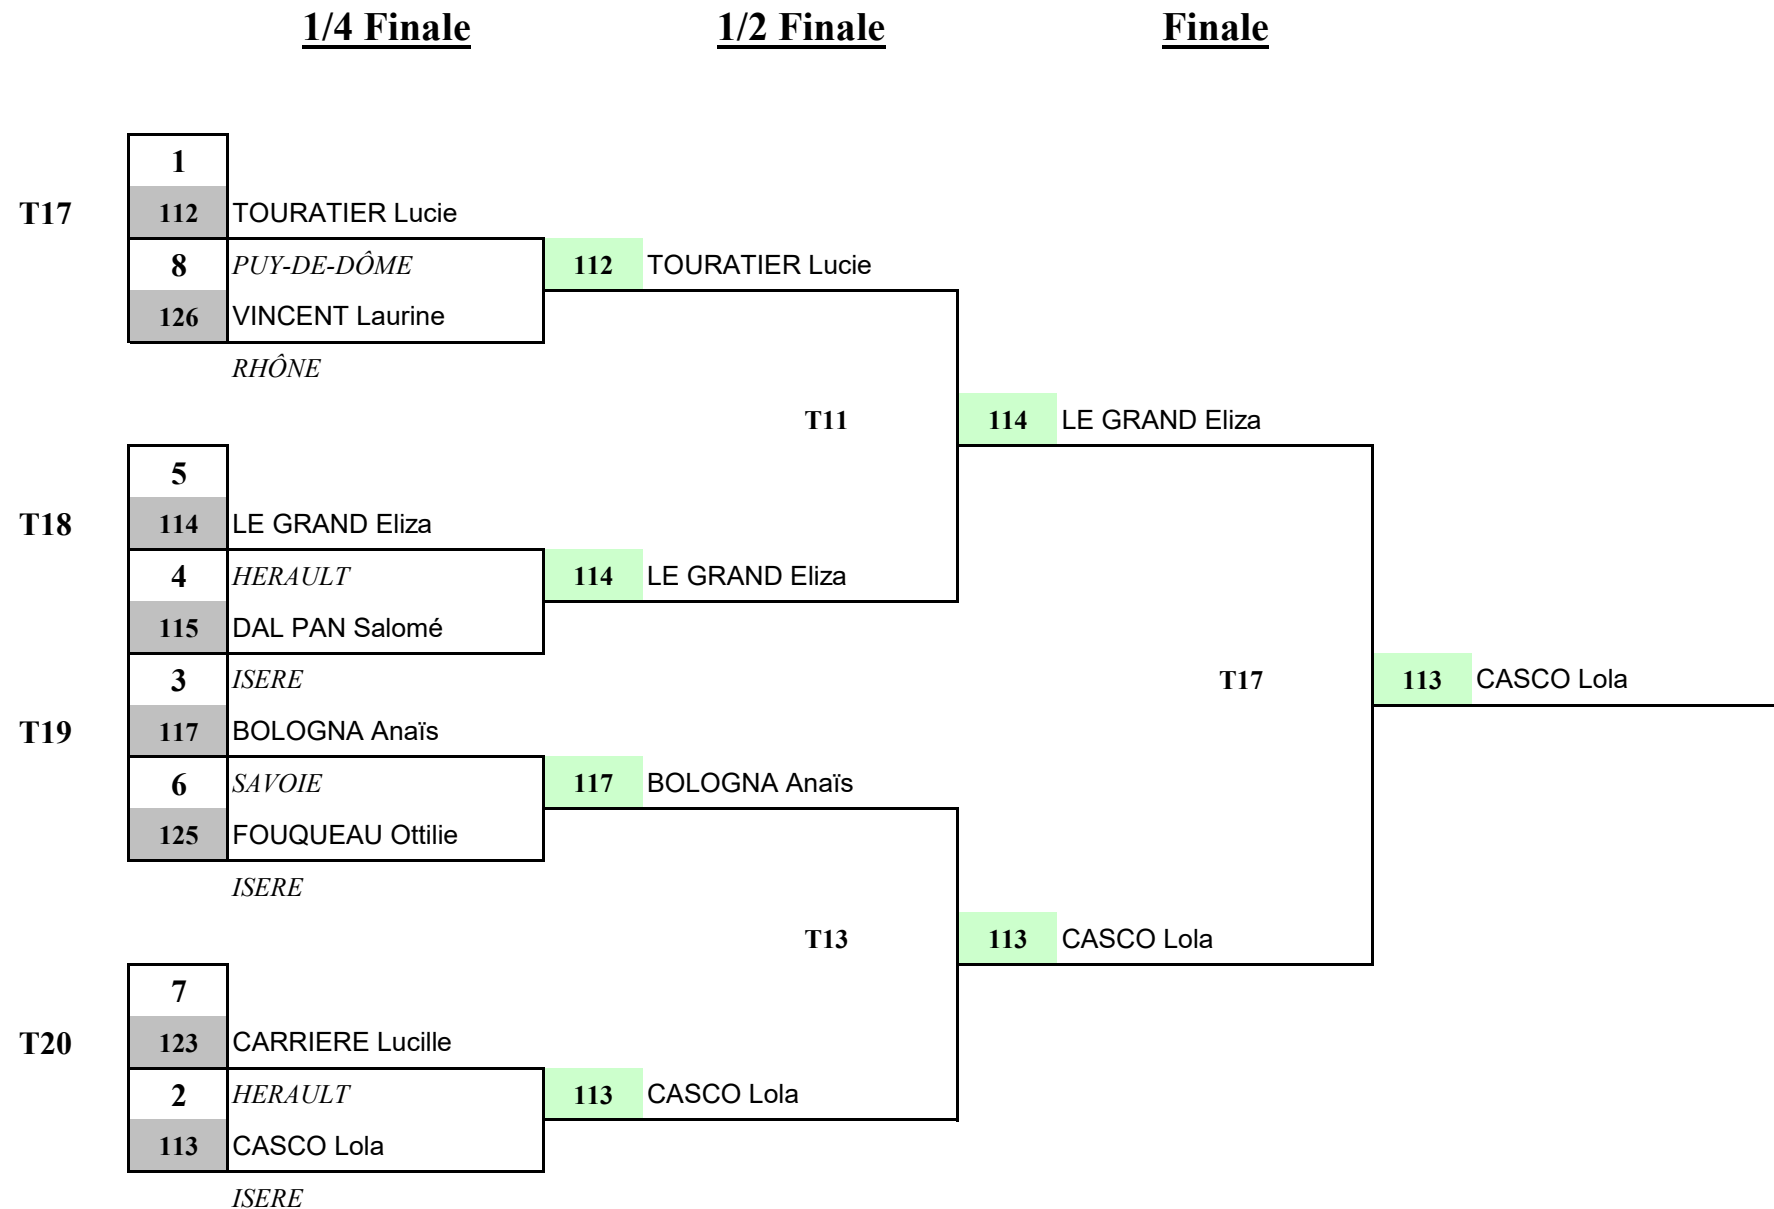 1/4 Finale 1/2 Finale Finale
1
T17 112 TOURATIER Lucie
8 PUY-DE-DÔME 112 TOURATIER Lucie
126 VINCENT Laurine
RHÔNE
T11 114 LE GRAND Eliza
5
T18 114 LE GRAND Eliza
4 HERAULT 114 LE GRAND Eliza
115 DAL PAN Salomé
3 ISERE T17 113 CASCO Lola
T19 117 BOLOGNA Anaïs
6 SAVOIE 117 BOLOGNA Anaïs
125 FOUQUEAU Ottilie
ISERE
T13 113 CASCO Lola
7
T20 123 CARRIERE Lucille
2 HERAULT 113 CASCO Lola
113 CASCO Lola
ISERE